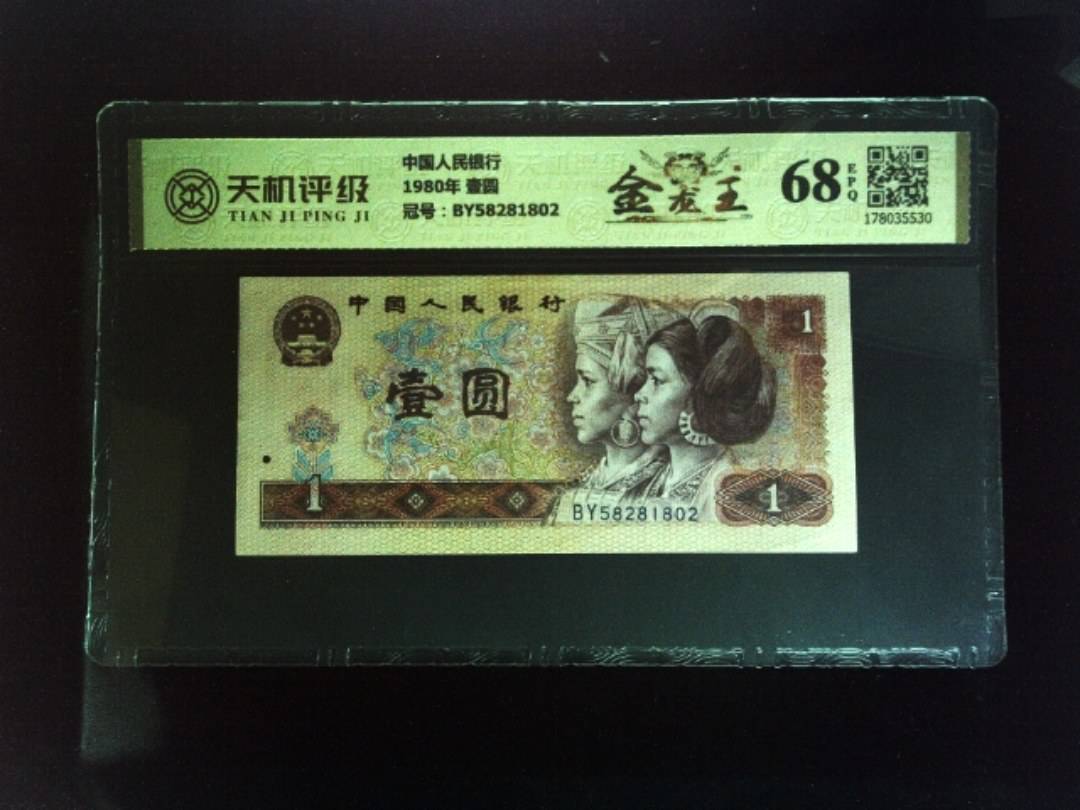 天机评级
TIAN JI PING JI
中国人民银行
1980年 壹圆
冠号：BY58281802
金龙王
68
EPQ
178035530
中国人民银行
壹圆
1
1
1
BY58281802